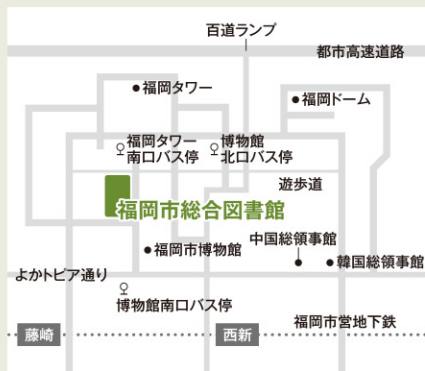 百道ランプ
都市高速道路
福岡タワー
福岡ドーム
福岡タワー
南口バス停
博物館
北口バス停
遊歩道
福岡市総合図書館
中国総領事館
福岡市博物館
韓国総領事館
よかトピア通り
博物館南口バス停
福岡市営地下鉄
藤崎
西新